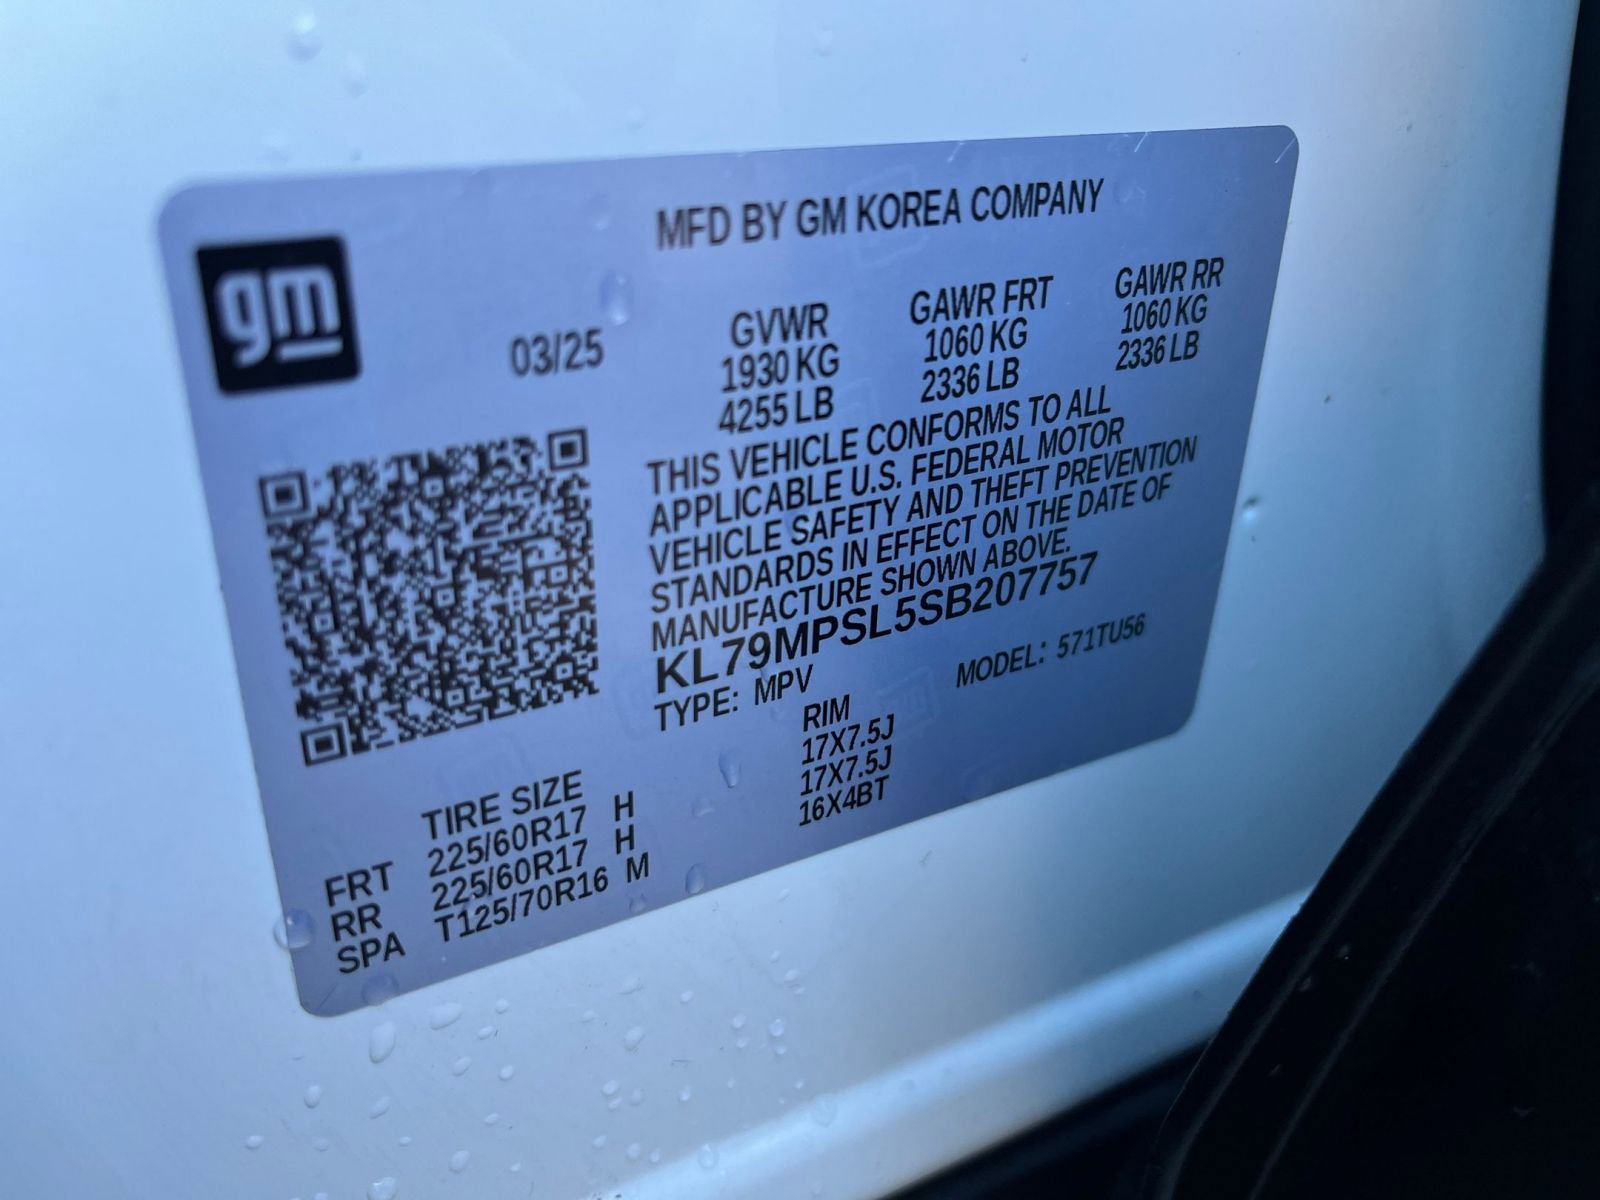 MFD BY GM KOREA COMPANY
gm
03/25
GVWR GAWR FRT GAWR RR
1930 KG 1060 KG 1060 KG
4255 LB 2336 LB 2336 LB
THIS VEHICLE CONFORMS TO ALL
APPLICABLE U.S. FEDERAL MOTOR
VEHICLE SAFETY AND THEFT PREVENTION
STANDARDS IN EFFECT ON THE DATE OF
MANUFACTURE SHOWN ABOVE.
KL79MPSL5SB207757
TYPE: MPV MODEL: 571TU56
TIRE SIZE RIM
FRT 225/60R17 H 17X7.5J
RR 225/60R17 H 17X7.5J
SPA T125/70R16 M 16X4BT